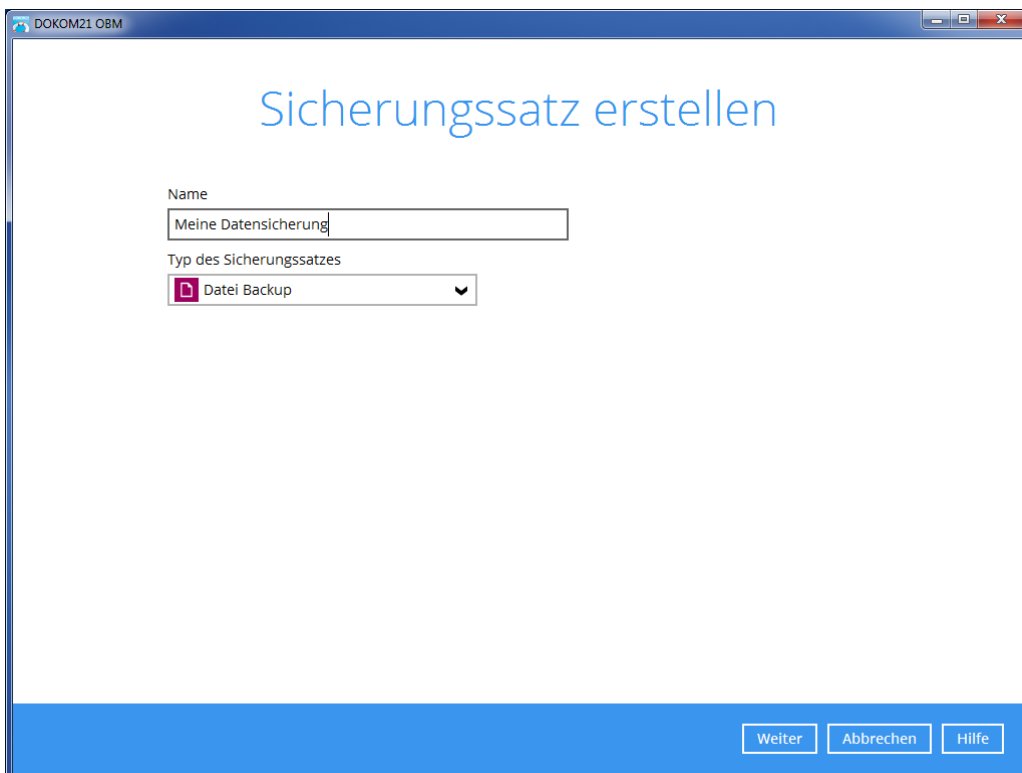 DOKOM21 OBM
Sicherungssatz erstellen
Name
Meine Datensicherung
Typ des Sicherungssatzes
Datei Backup
Weiter Abbrechen Hilfe